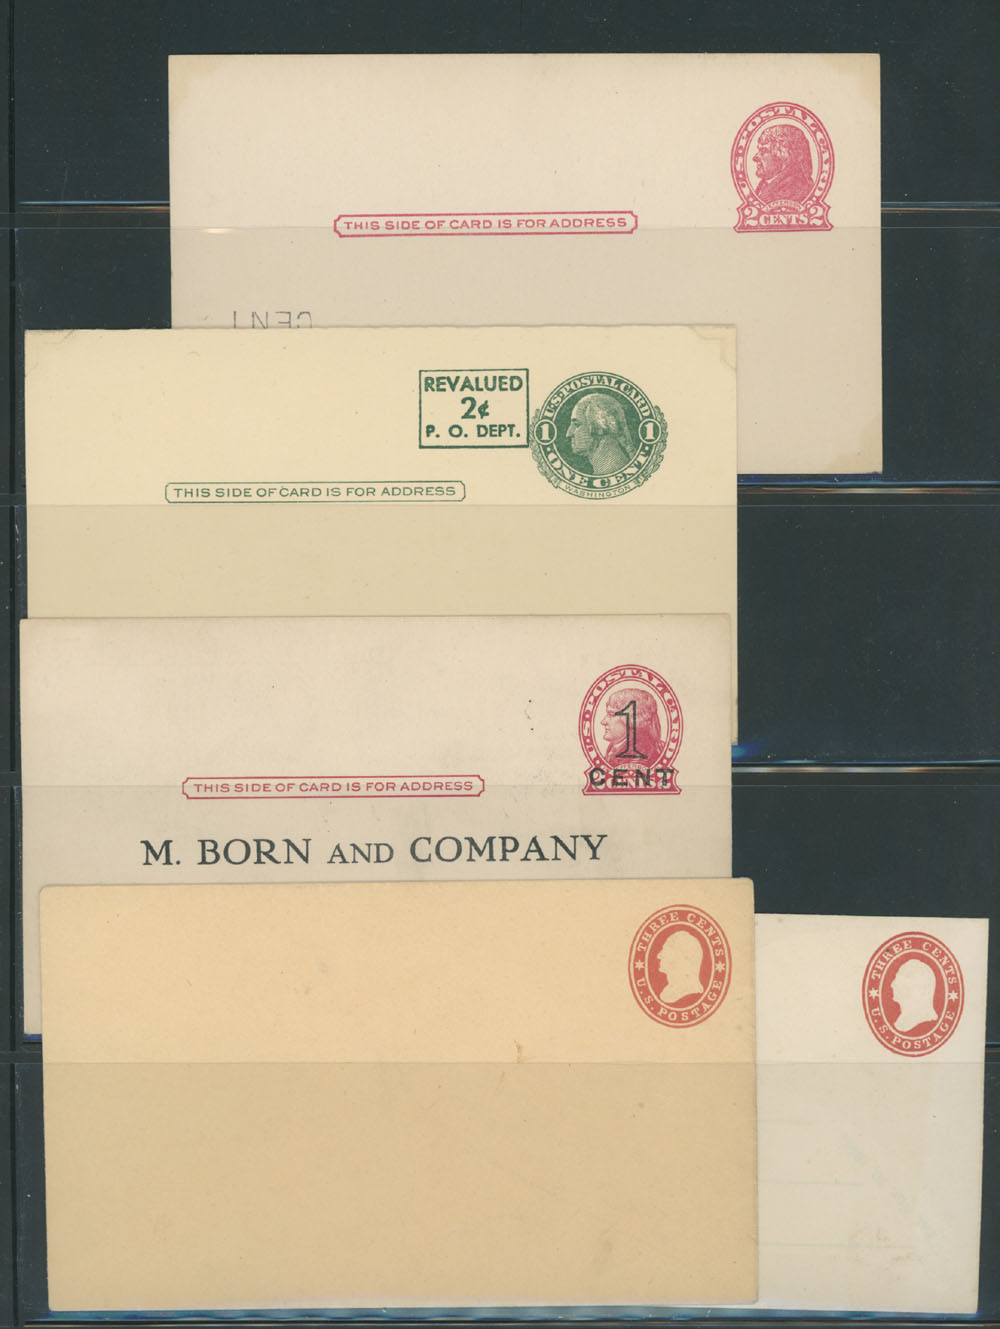 U.S. POSTAL CARD
JEFFERSON
2 CENTS 2
THIS SIDE OF CARD IS FOR ADDRESS
CENT
REVALUED
2¢
P. O. DEPT.
U.S. POSTAL CARD
1 1
ONE CENT
WASHINGTON
THIS SIDE OF CARD IS FOR ADDRESS
U.S. POSTAL CARD
1
CENT
THIS SIDE OF CARD IS FOR ADDRESS
M. BORN AND COMPANY
THREE CENTS
U.S. POSTAGE
THREE CENTS
U.S. POSTAGE